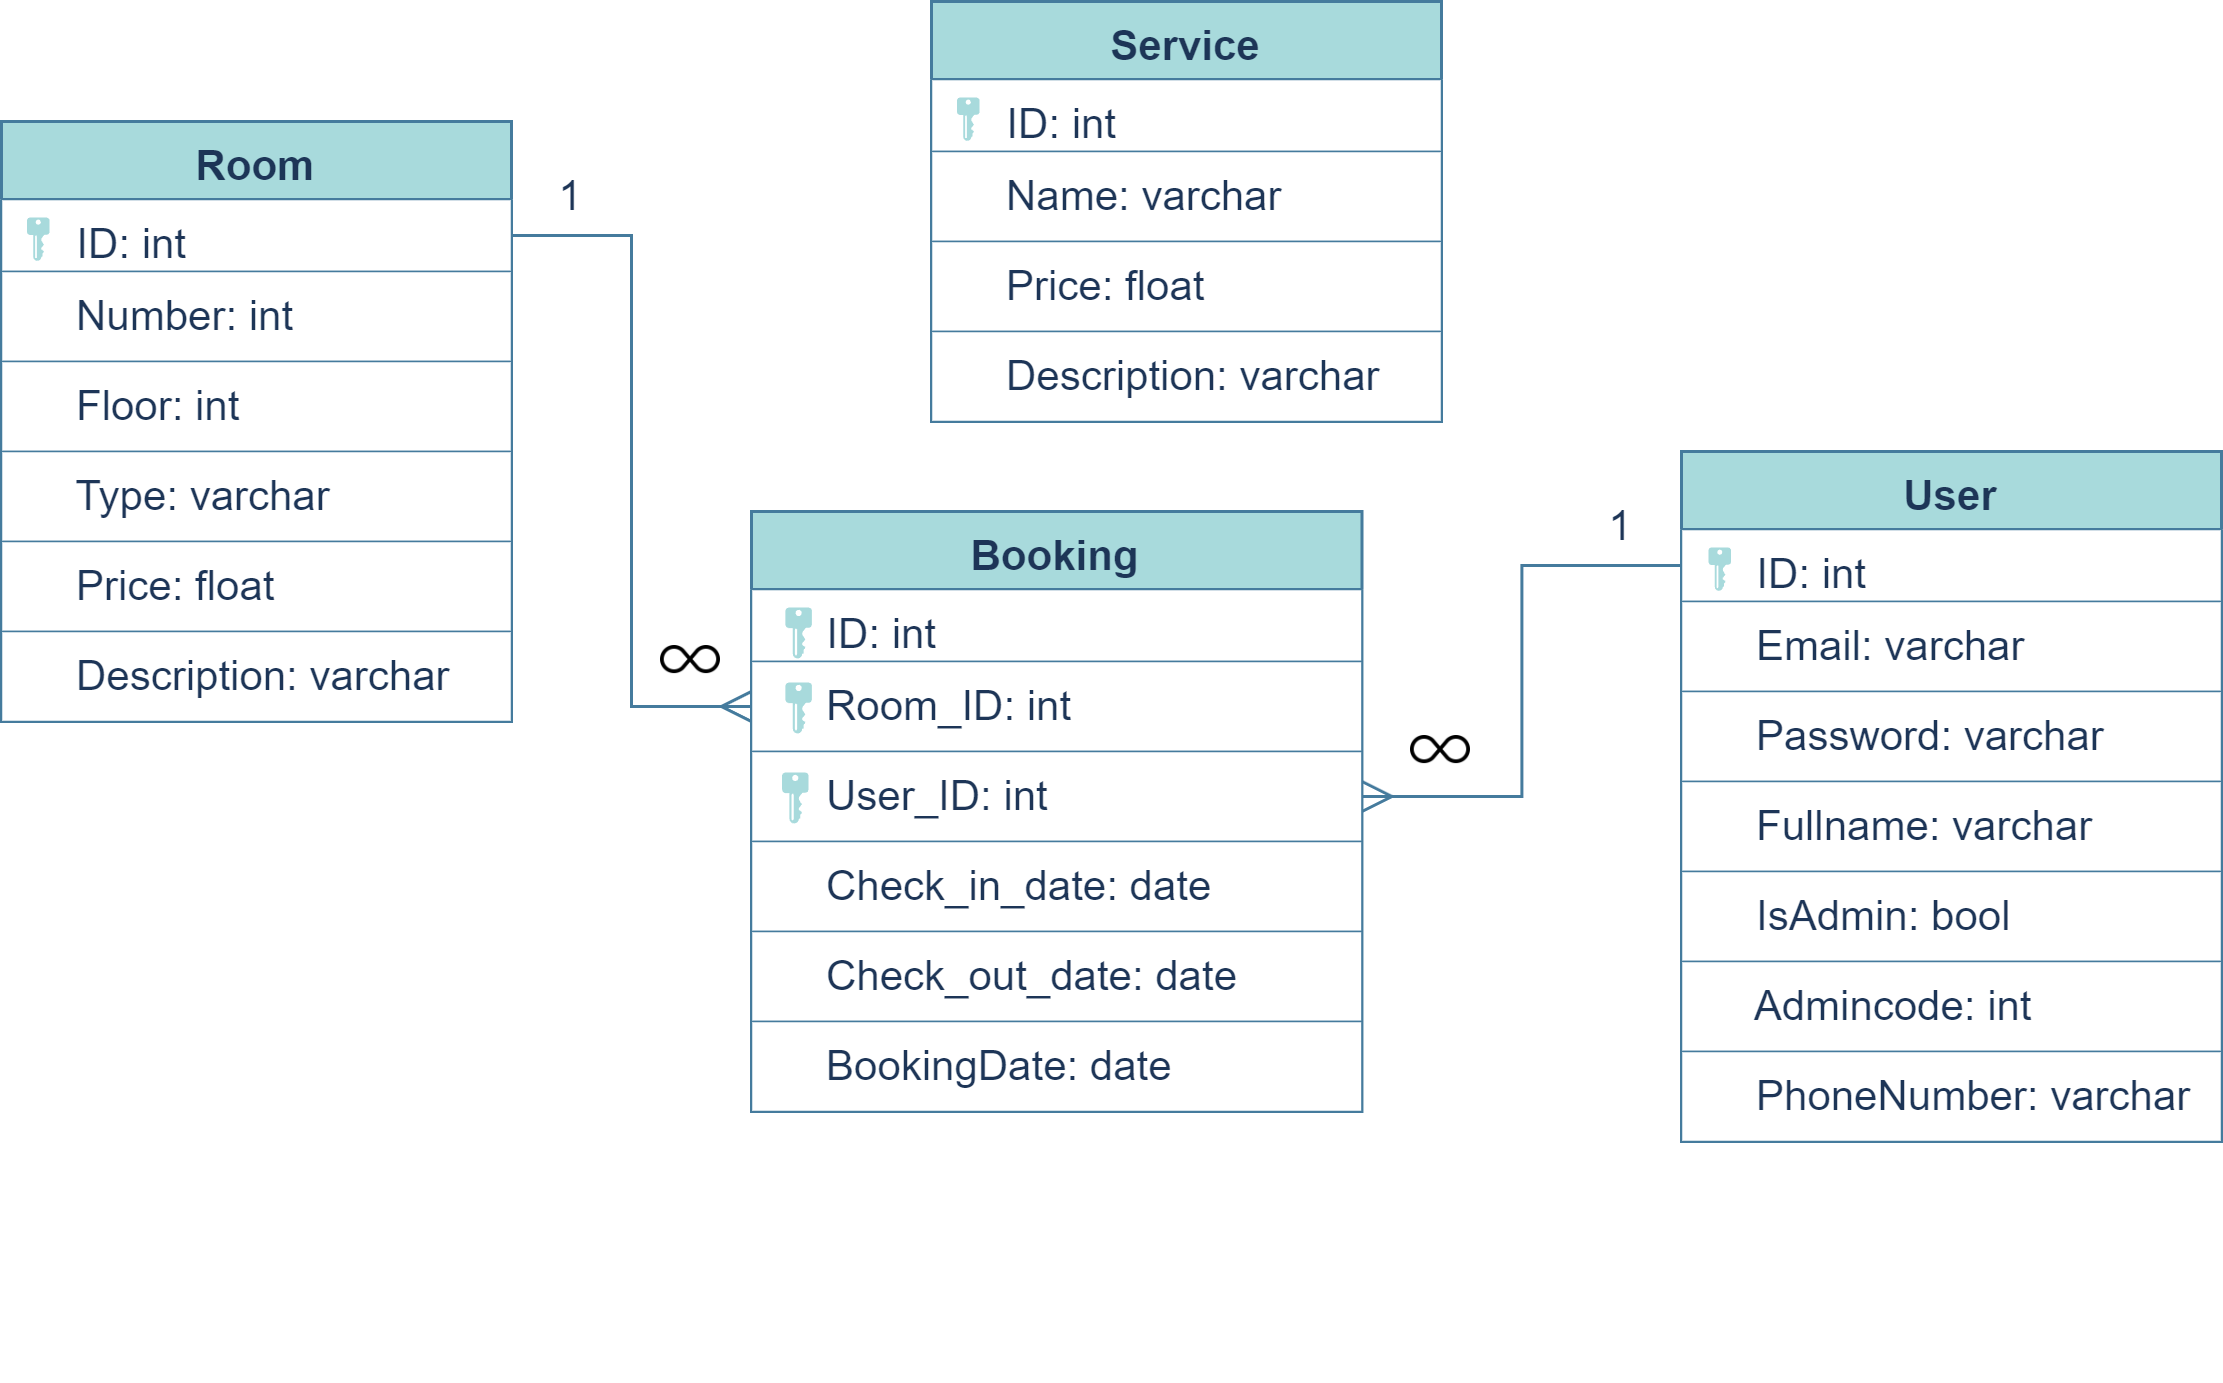 Service
ID: int
Name: varchar
Price: float
Description: varchar
Room
ID: int
Number: int
Floor: int
Type: varchar
Price: float
Description: varchar
1
∞
Booking
ID: int
Room_ID: int
User_ID: int
Check_in_date: date
Check_out_date: date
BookingDate: date
1
∞
User
ID: int
Email: varchar
Password: varchar
Fullname: varchar
IsAdmin: bool
Admincode: int
PhoneNumber: varchar